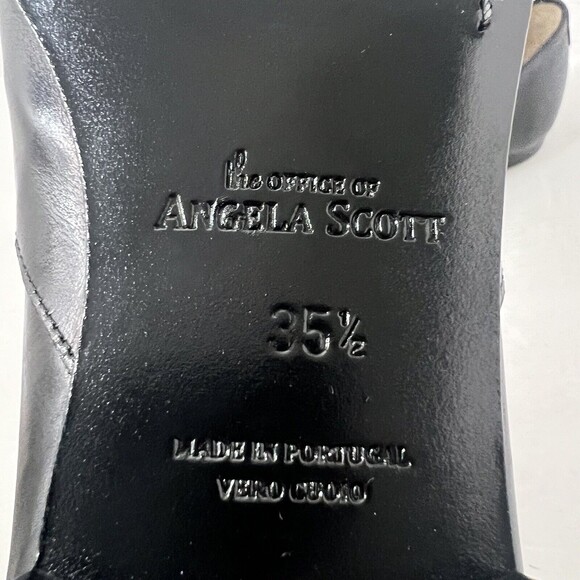 the OFFICE OF
ANGELA SCOTT
35½
MADE IN PORTUGAL
VERO CUOIO